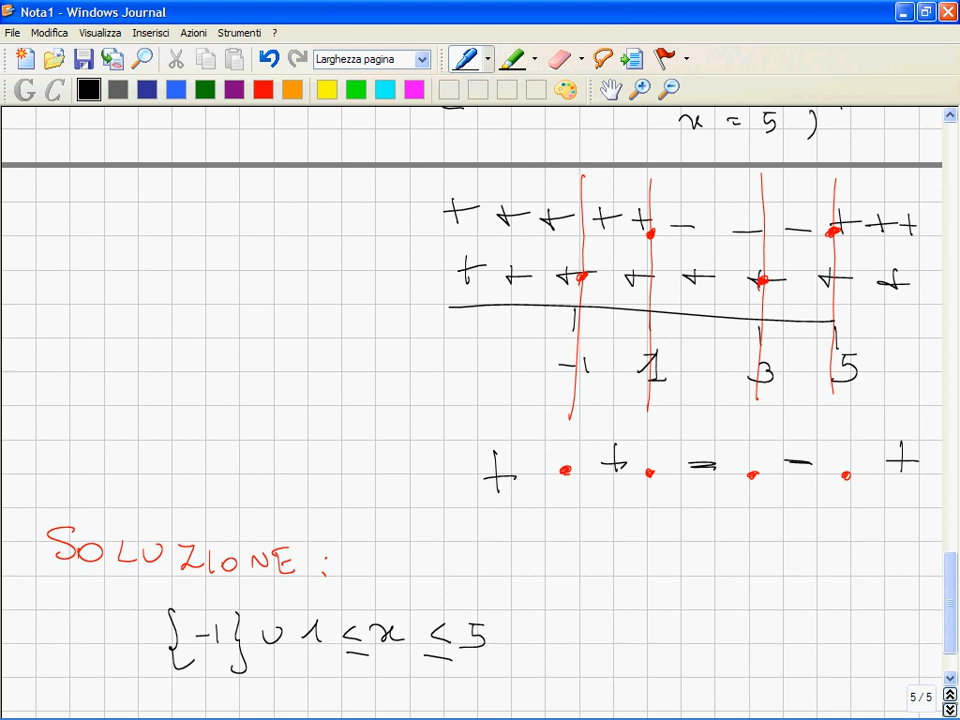 Nota1 - Windows Journal
File Modifica Visualizza Inserisci Azioni Strumenti ?
Larghezza pagina
G C
x = 5 )
+ + + + + - - - + + +
+ + + + + + + +
-1 1 3 5
+ . + . = . - . +
SOLUZIONE :
{-1} ∪ 1 ≤ x ≤ 5
5 / 5